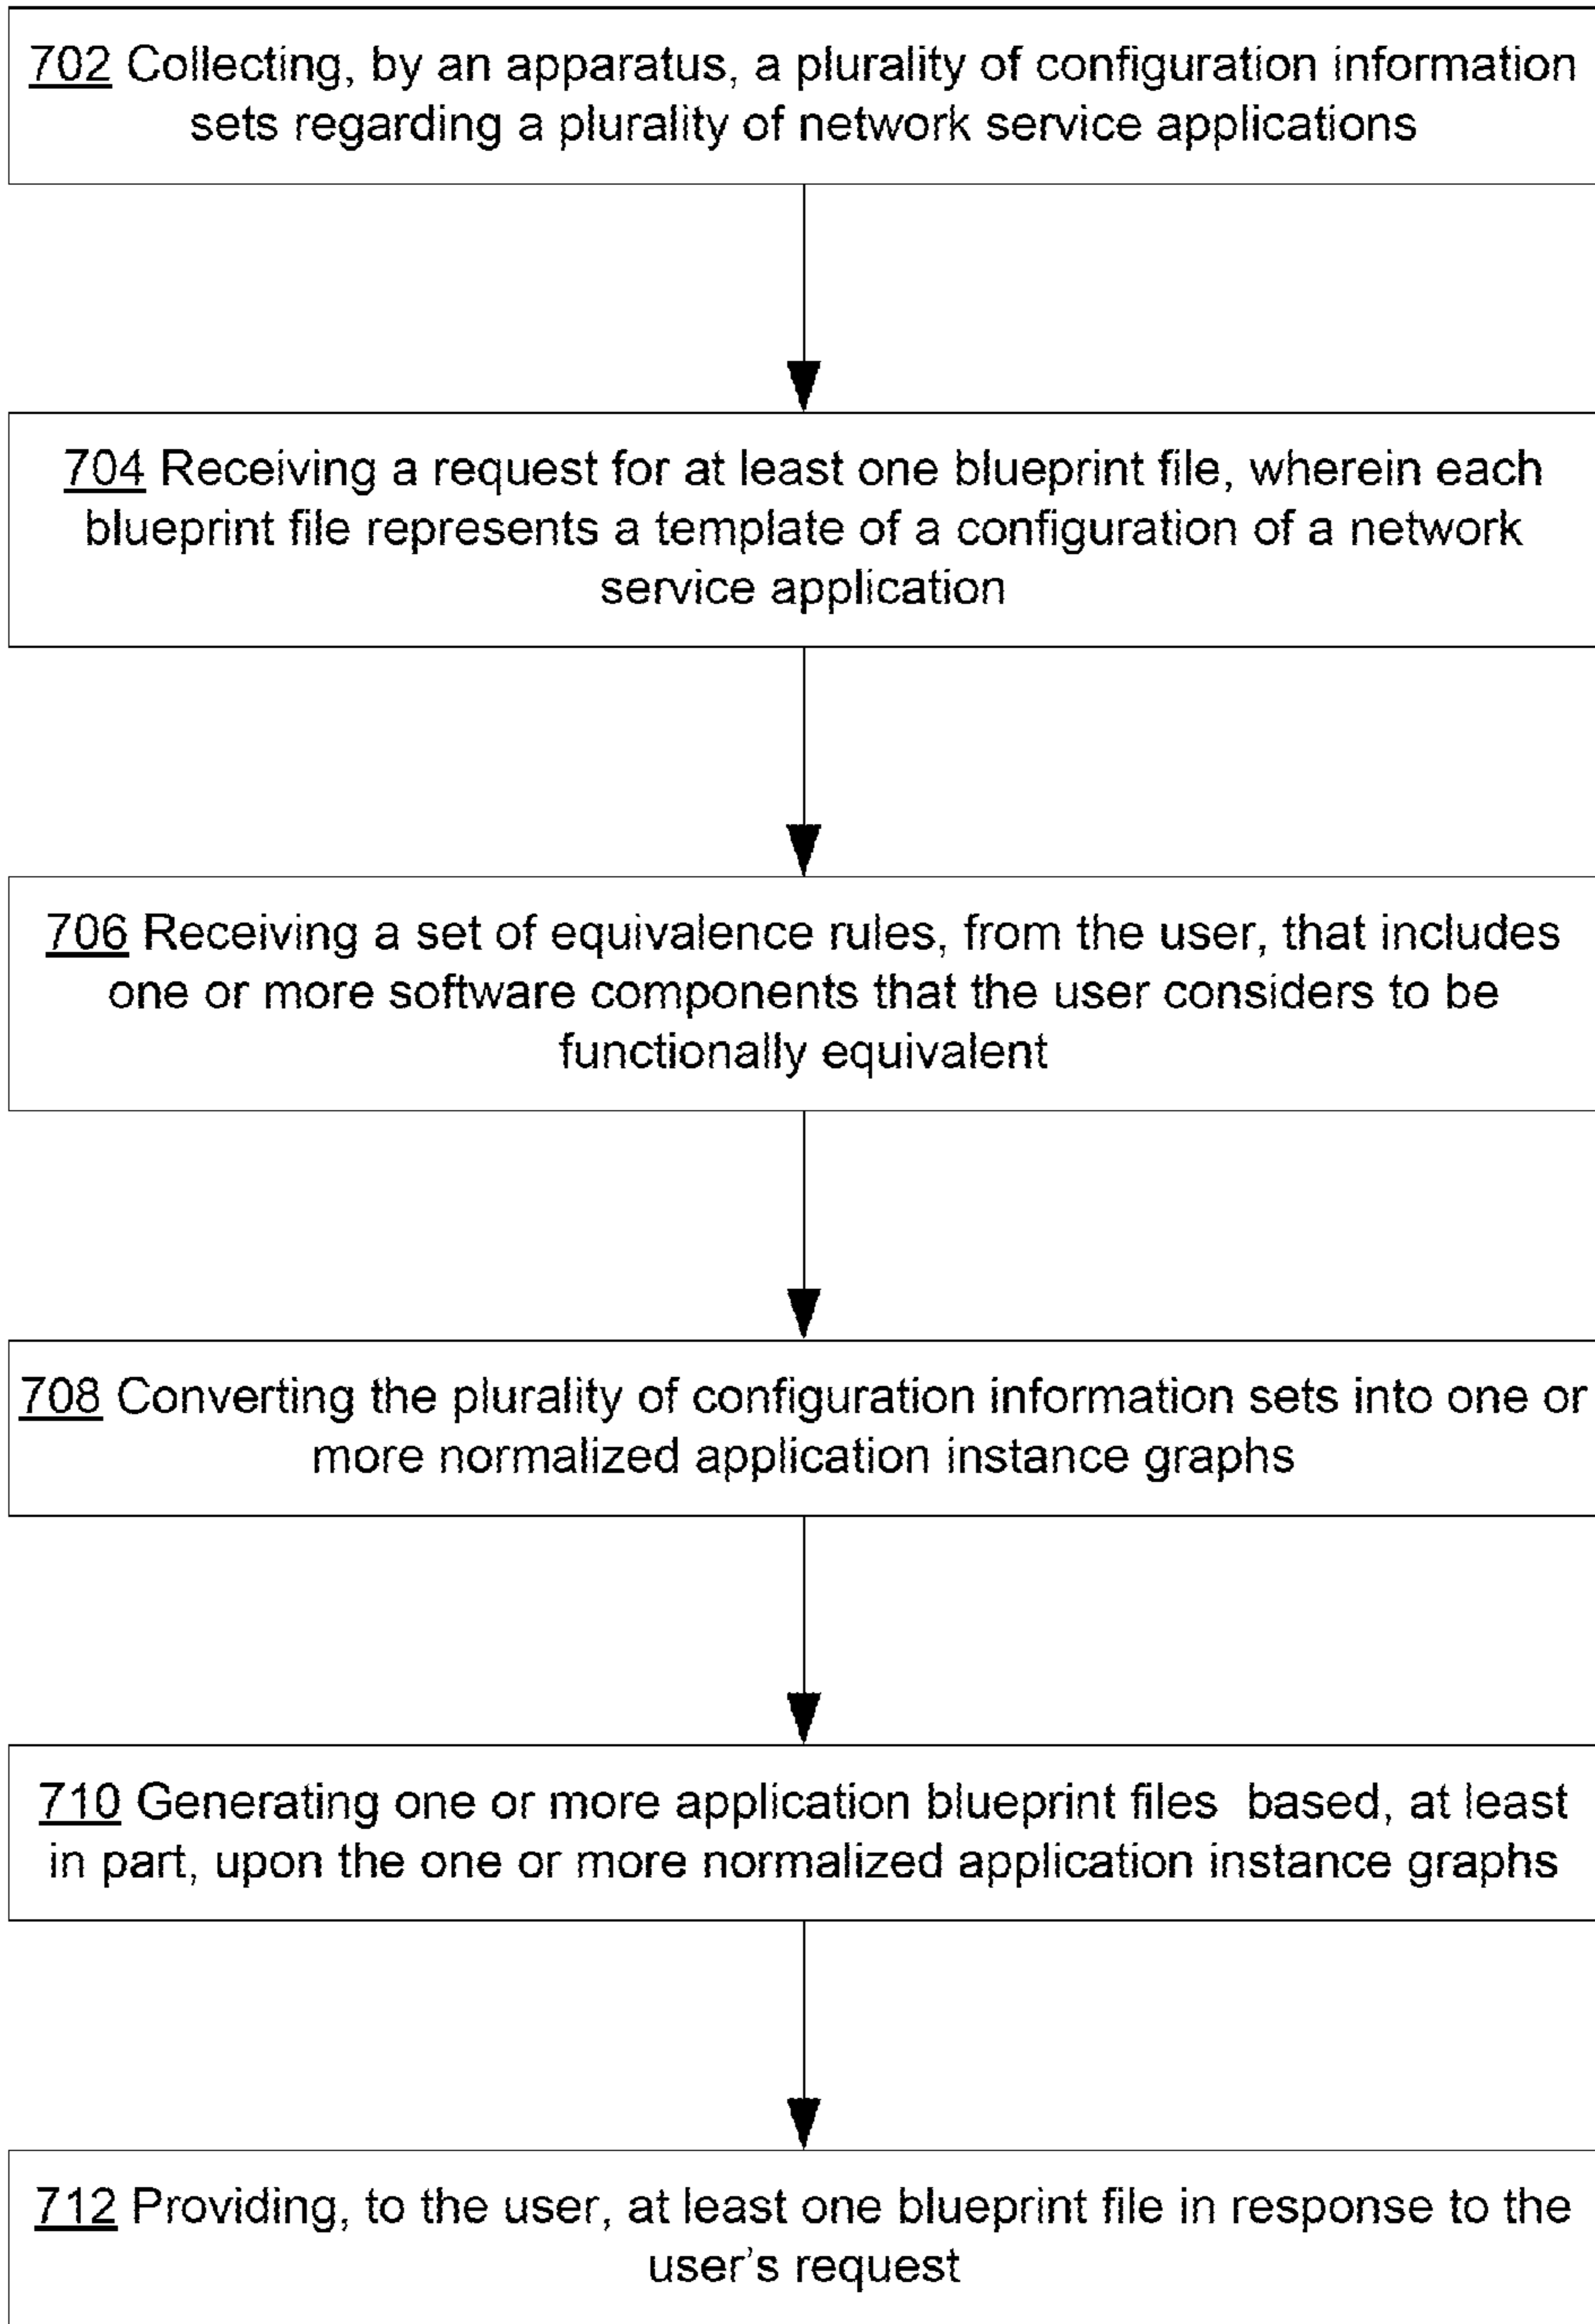 702 Collecting, by an apparatus, a plurality of configuration information
sets regarding a plurality of network service applications
704 Receiving a request for at least one blueprint file, wherein each
blueprint file represents a template of a configuration of a network
service application
706 Receiving a set of equivalence rules, from the user, that includes
one or more software components that the user considers to be
functionally equivalent
708 Converting the plurality of configuration information sets into one or
more normalized application instance graphs
710 Generating one or more application blueprint files  based, at least
in part, upon the one or more normalized application instance graphs
712 Providing, to the user, at least one blueprint file in response to the
user's request